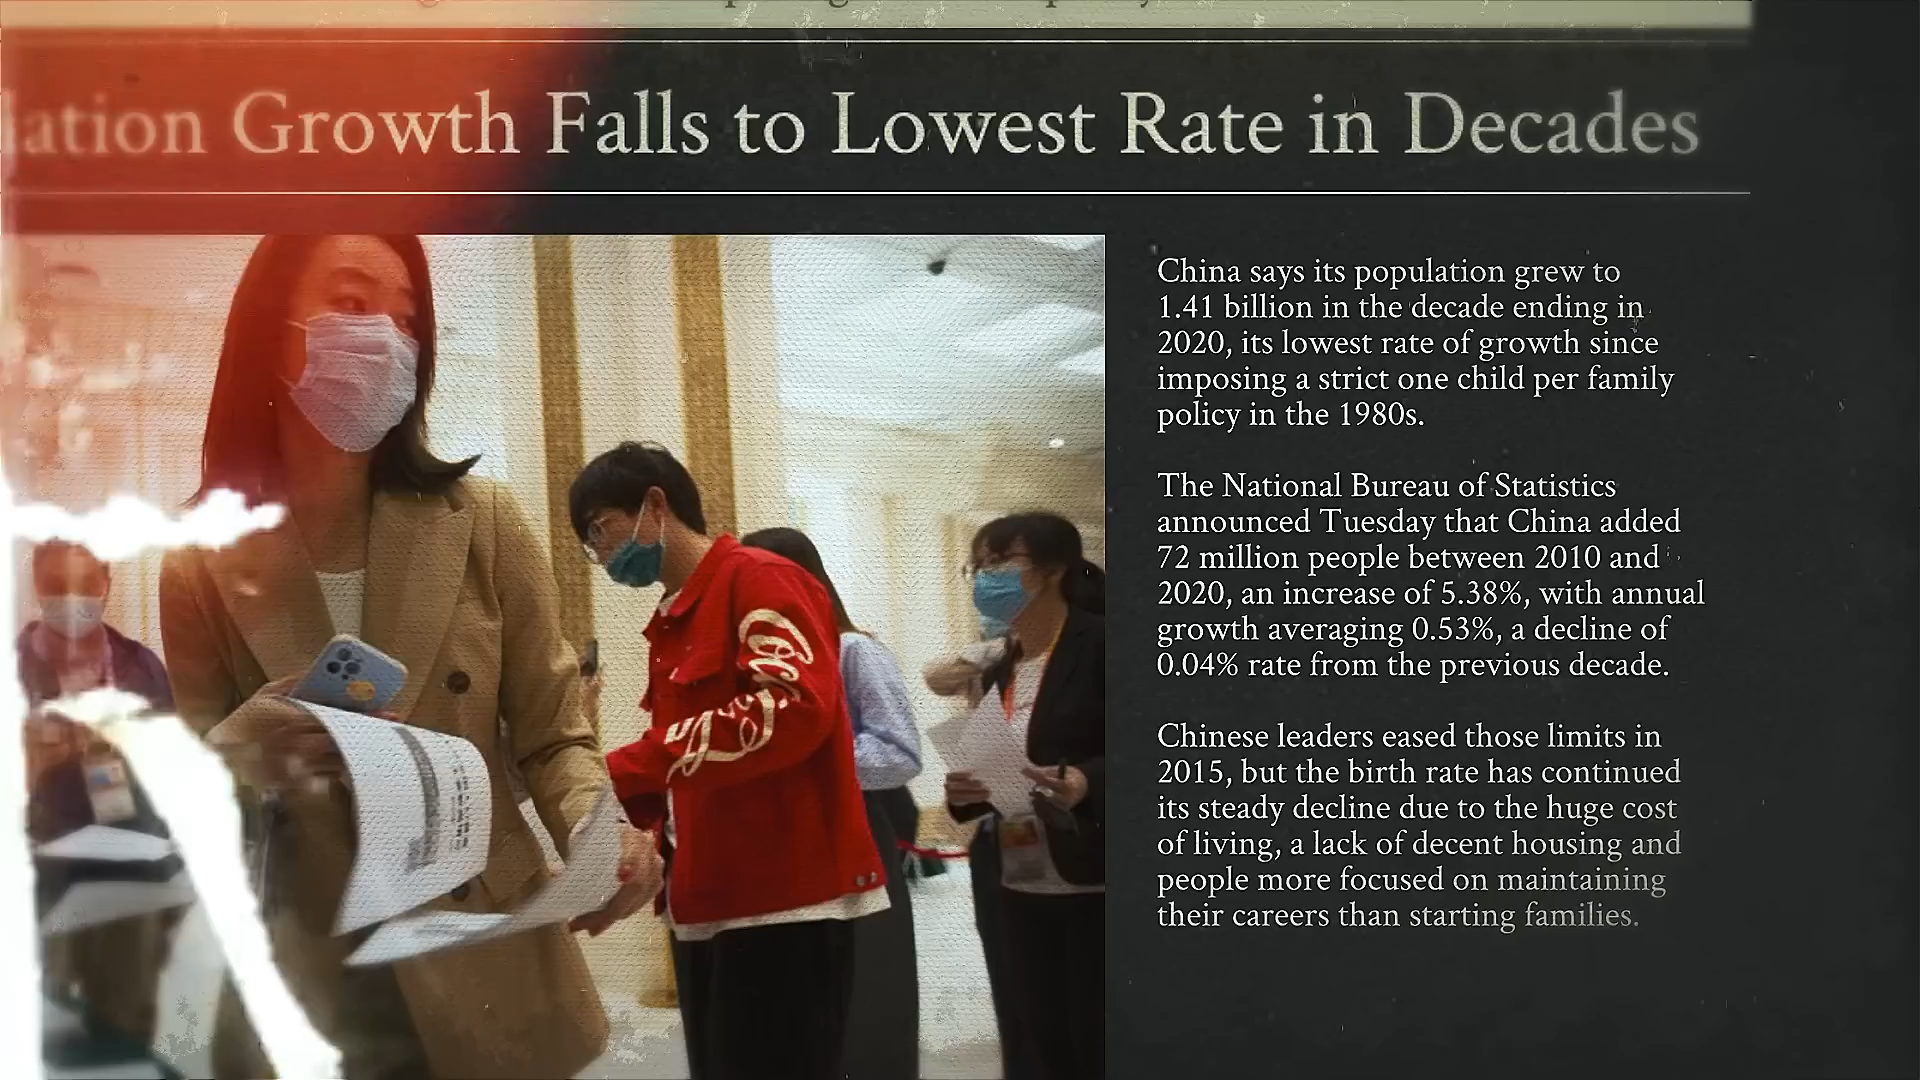 Growth Falls to Lowest Rate in Decades
China says its population grew to
1.41 billion in the decade ending in
2020, its lowest rate of growth since
imposing a strict one child per family
policy in the 1980s.
The National Bureau of Statistics
announced Tuesday that China added
72 million people between 2010 and
2020, an increase of 5.38%, with annual
growth averaging 0.53%, a decline of
0.04% rate from the previous decade.
Chinese leaders eased those limits in
2015, but the birth rate has continued
its steady decline due to the huge cost
of living, a lack of decent housing and
people more focused on maintaining
their careers than starting families.
Coca-Cola